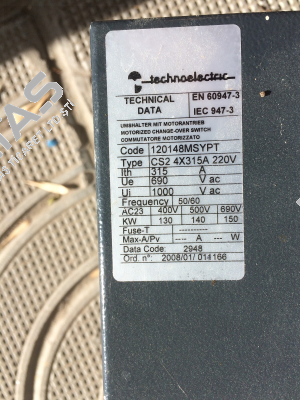 technoelectric
TECHNICAL DATA EN 60947-3 IEC 947-3
UMSHALTER MIT MOTORANTRIEB
MOTORIZED CHANGE-OVER SWITCH
COMMUTATORE MOTORIZZATO
Code 120148MSYPT
Type CS2 4X315A 220V
Ith 315 A
Ue 690 V ac
Ui 1000 V ac
Frequency 50/60
AC23 400V 500V 690V
KW 130 140 150
Fuse-T ----------
Max-A/Pv ---- A --- W
Data Code: 2948
Ord. n°: 2008/01/